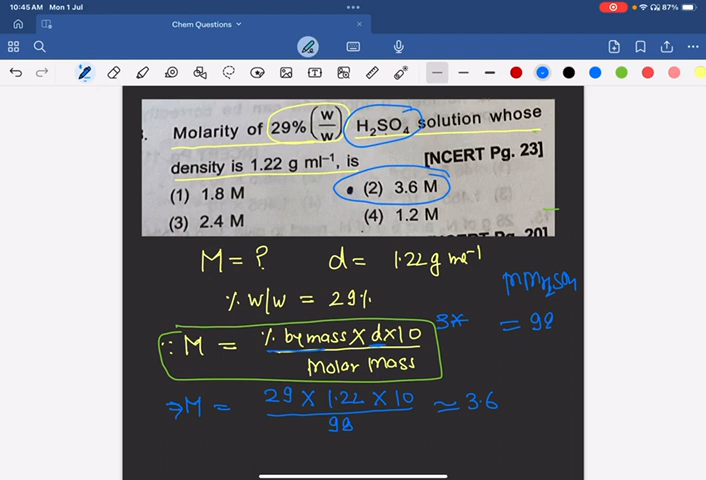 10:45 AM Mon 1 Jul
87%
Chem Questions
Molarity of 29% (w/w) H₂SO₄ solution whose
density is 1.22 g ml⁻¹, is
[NCERT Pg. 23]
(1) 1.8 M
(2) 3.6 M
(3) 2.4 M
(4) 1.2 M
M = ? d = 1.22 g ml⁻¹
% w/w = 29%
MMH₂SO₄
= 98
∵ M = % by mass × d × 10
Molar mass
⇒ M = 29 × 1.22 × 10 ≃ 3.6
98